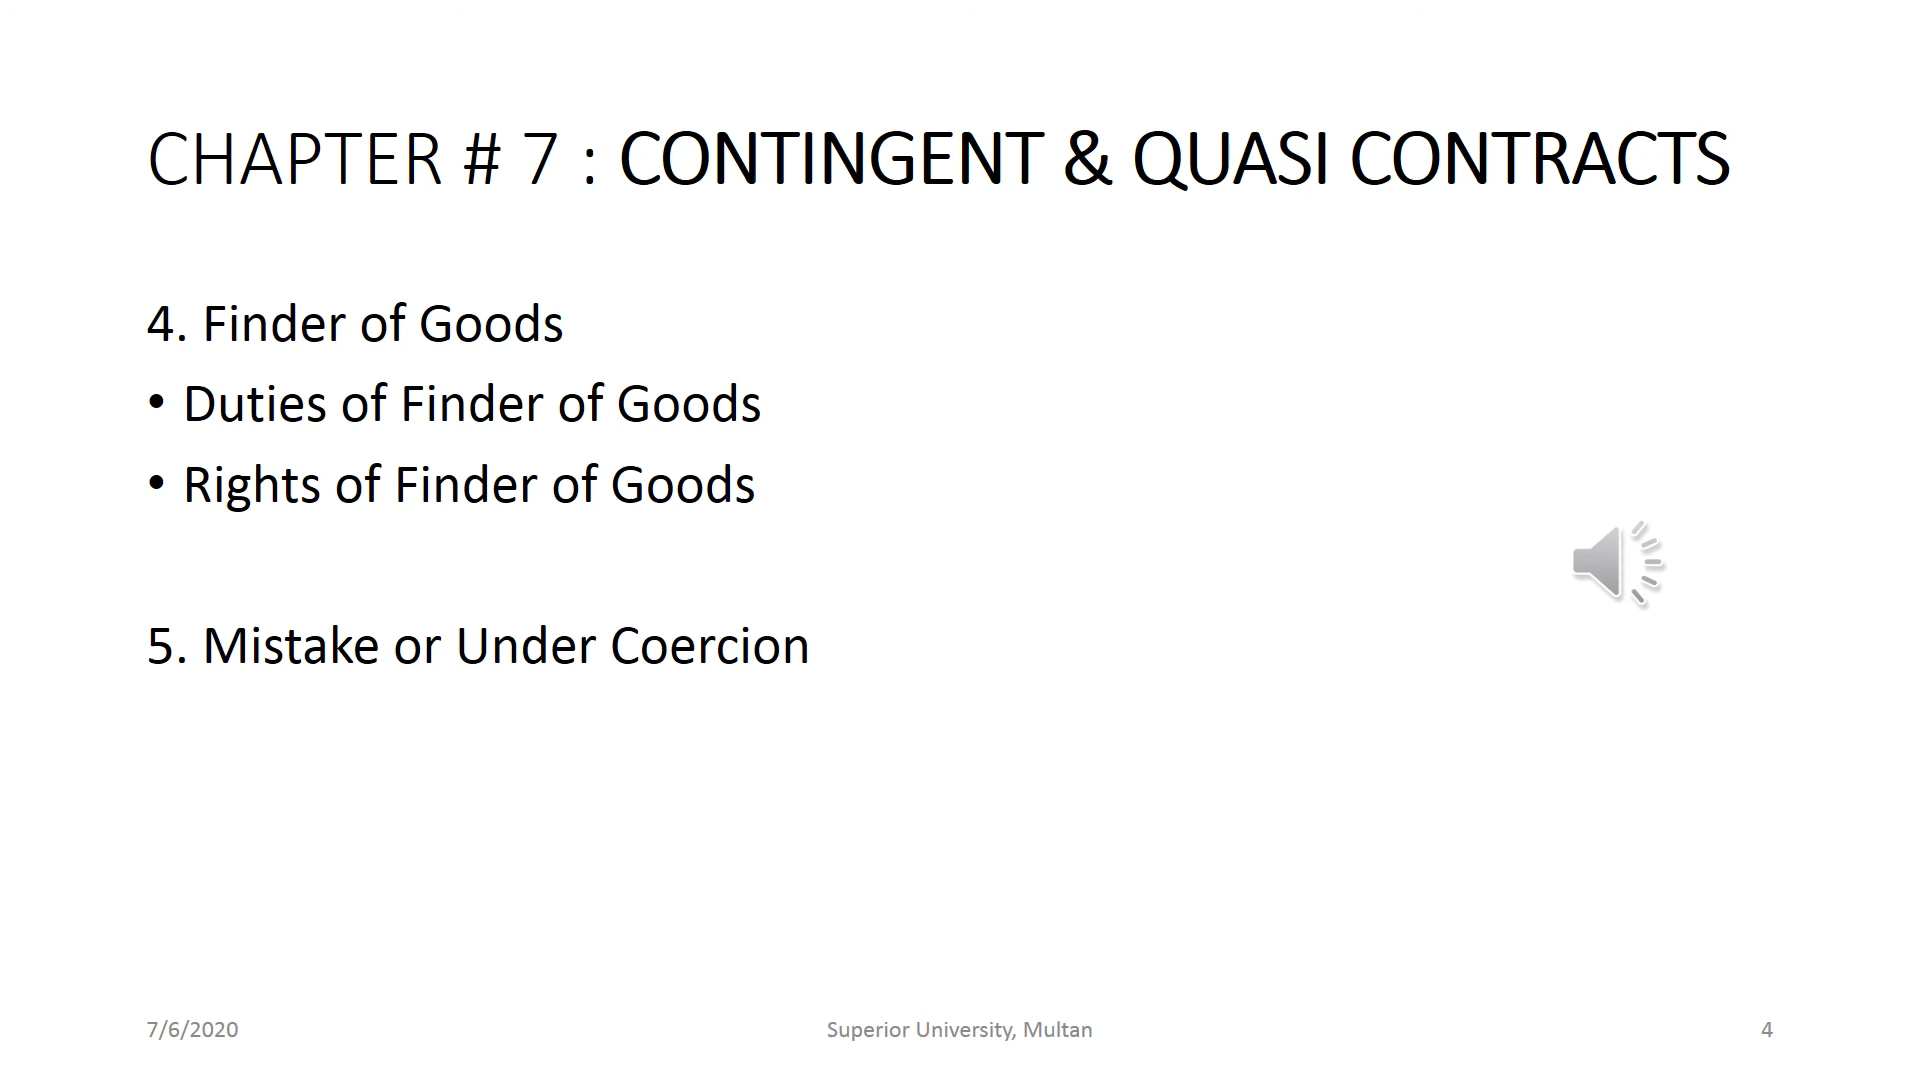 CHAPTER # 7 : CONTINGENT & QUASI CONTRACTS
4. Finder of Goods
• Duties of Finder of Goods
• Rights of Finder of Goods
5. Mistake or Under Coercion
7/6/2020
Superior University, Multan
4